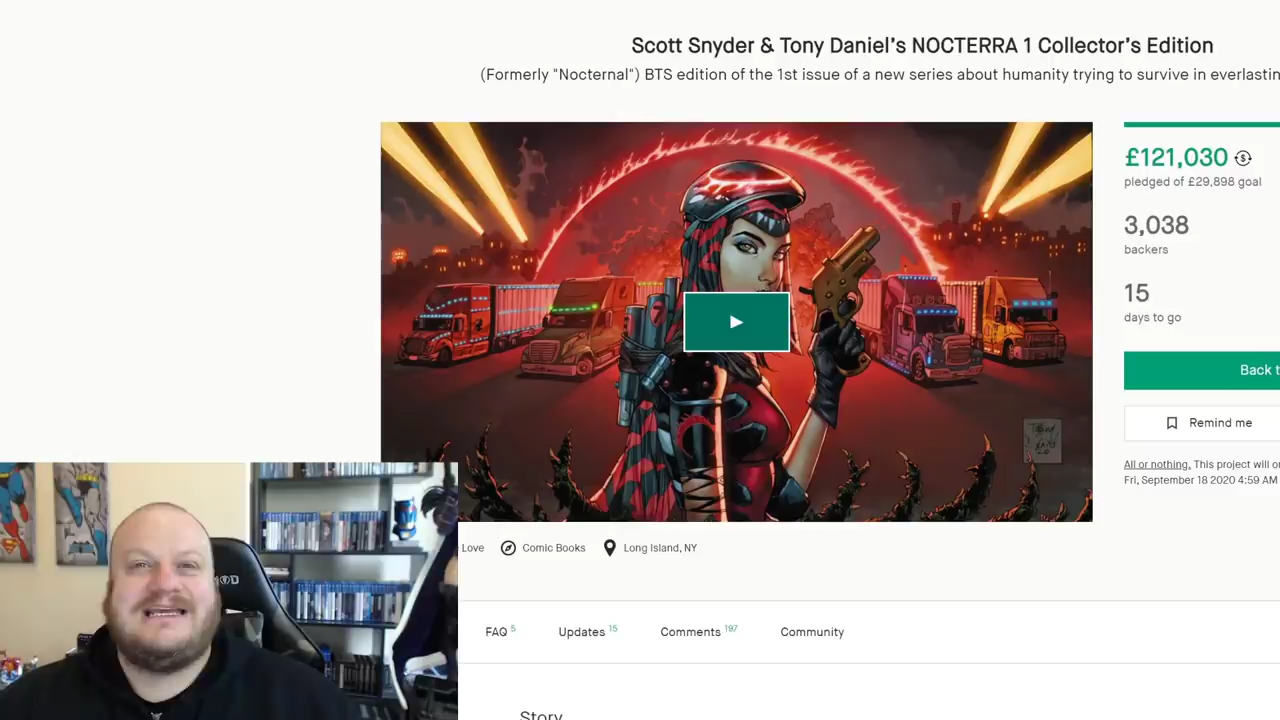 Scott Snyder & Tony Daniel's NOCTERRA 1 Collector's Edition
(Formerly "Nocturnal") BTS edition of the 1st issue of a new series about humanity trying to survive in everlastin
£121,030
pledged of £29,898 goal
3,038
backers
15
days to go
Back t
Remind me
All or nothing. This project will o
Fri, September 18 2020 4:59 AM
Love
Comic Books
Long Island, NY
FAQ 5
Updates 15
Comments 197
Community
Story